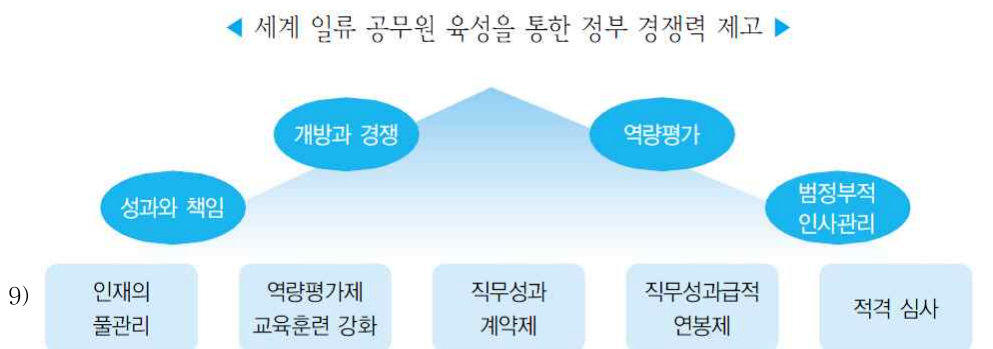 ◀ 세계 일류 공무원 육성을 통한 정부 경쟁력 제고 ▶
개방과 경쟁
역량평가
성과와 책임
범정부적
인사관리
9)
인재의
풀관리
역량평가제
교육훈련 강화
직무성과
계약제
직무성과급적
연봉제
적격 심사